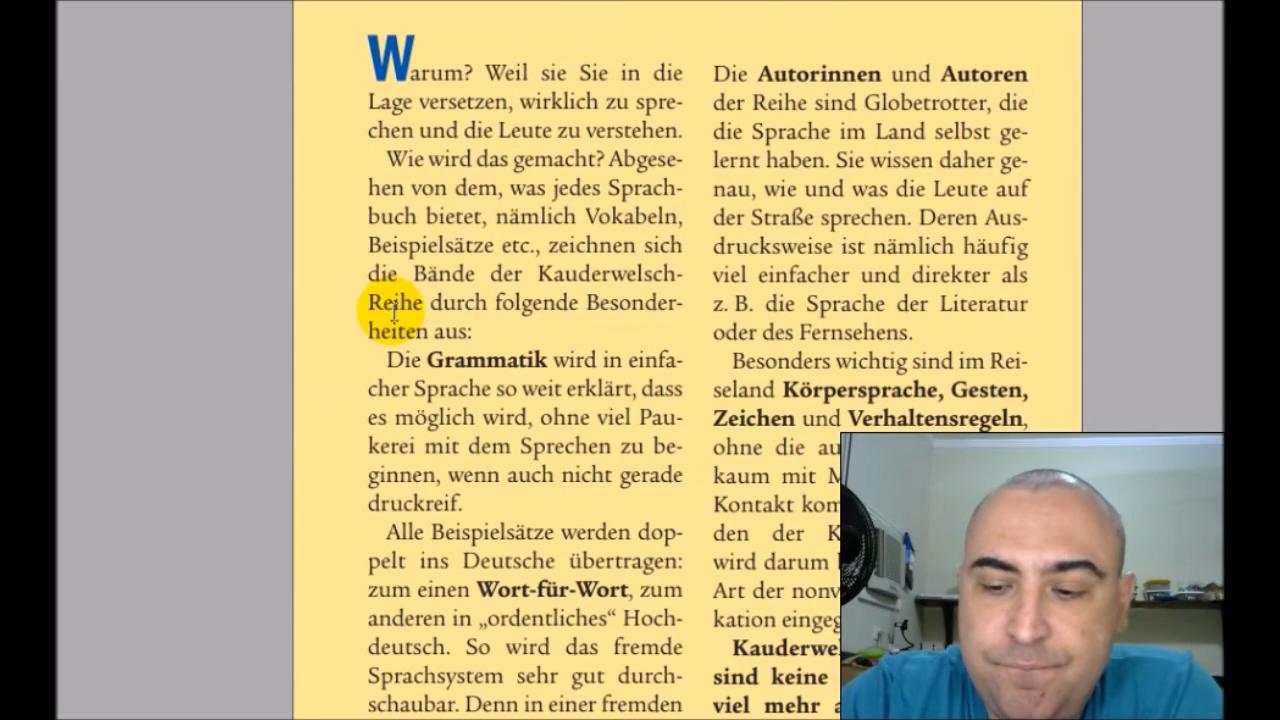 Warum? Weil sie Sie in die
Lage versetzen, wirklich zu spre-
chen und die Leute zu verstehen.
Wie wird das gemacht? Abgese-
hen von dem, was jedes Sprach-
buch bietet, nämlich Vokabeln,
Beispielsätze etc., zeichnen sich
die Bände der Kauderwelsch-
Reihe durch folgende Besonder-
heiten aus:
Die Grammatik wird in einfa-
cher Sprache so weit erklärt, dass
es möglich wird, ohne viel Pau-
kerei mit dem Sprechen zu be-
ginnen, wenn auch nicht gerade
druckreif.
Alle Beispielsätze werden dop-
pelt ins Deutsche übertragen:
zum einen Wort-für-Wort, zum
anderen in „ordentliches“ Hoch-
deutsch. So wird das fremde
Sprachsystem sehr gut durch-
schaubar. Denn in einer fremden
Die Autorinnen und Autoren
der Reihe sind Globetrotter, die
die Sprache im Land selbst ge-
lernt haben. Sie wissen daher ge-
nau, wie und was die Leute auf
der Straße sprechen. Deren Aus-
drucksweise ist nämlich häufig
viel einfacher und direkter als
z. B. die Sprache der Literatur
oder des Fernsehens.
Besonders wichtig sind im Rei-
seland Körpersprache, Gesten,
Zeichen und Verhaltensregeln,
ohne die
kaum mit
Kontakt
den der
wird darum
Art der
kation
sind keine
viel mehr